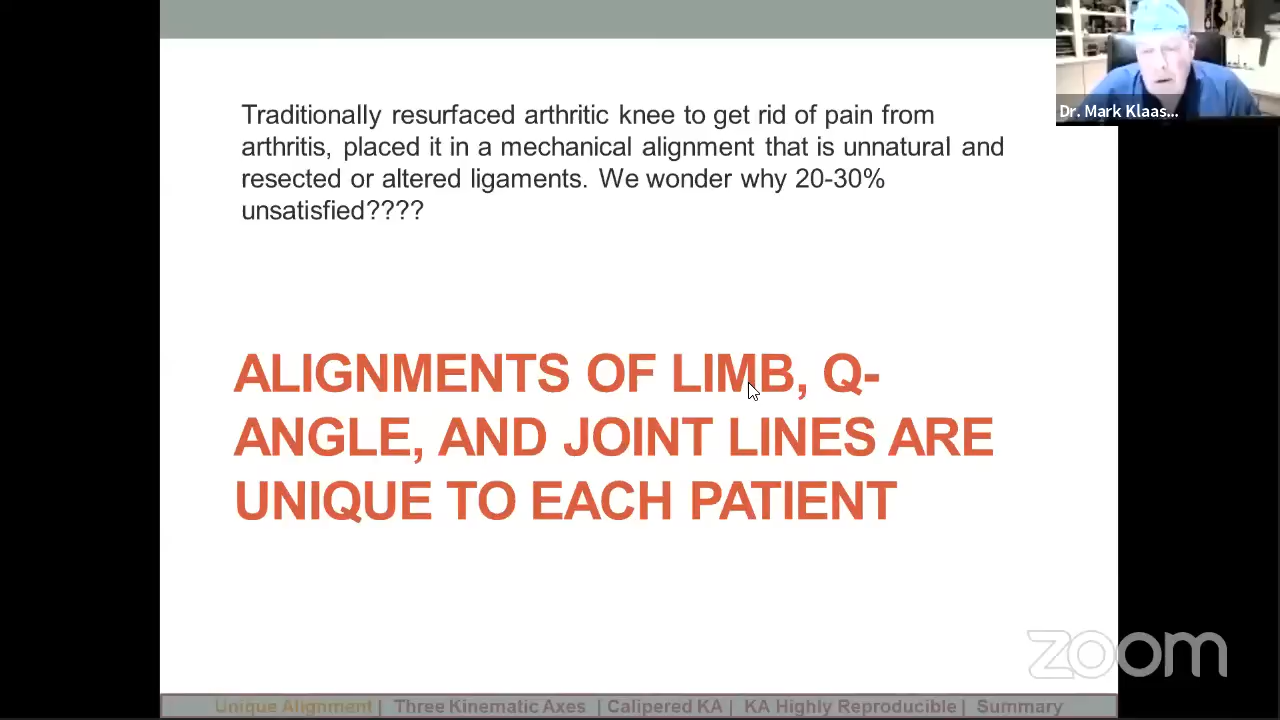 Dr. Mark Klaas...
Traditionally resurfaced arthritic knee to get rid of pain from
arthritis, placed it in a mechanical alignment that is unnatural and
resected or altered ligaments. We wonder why 20-30%
unsatisfied????
ALIGNMENTS OF LIMB, Q-
ANGLE, AND JOINT LINES ARE
UNIQUE TO EACH PATIENT
zoom
Unique Alignment | Three Kinematic Axes | Calipered KA | KA Highly Reproducible | Summary